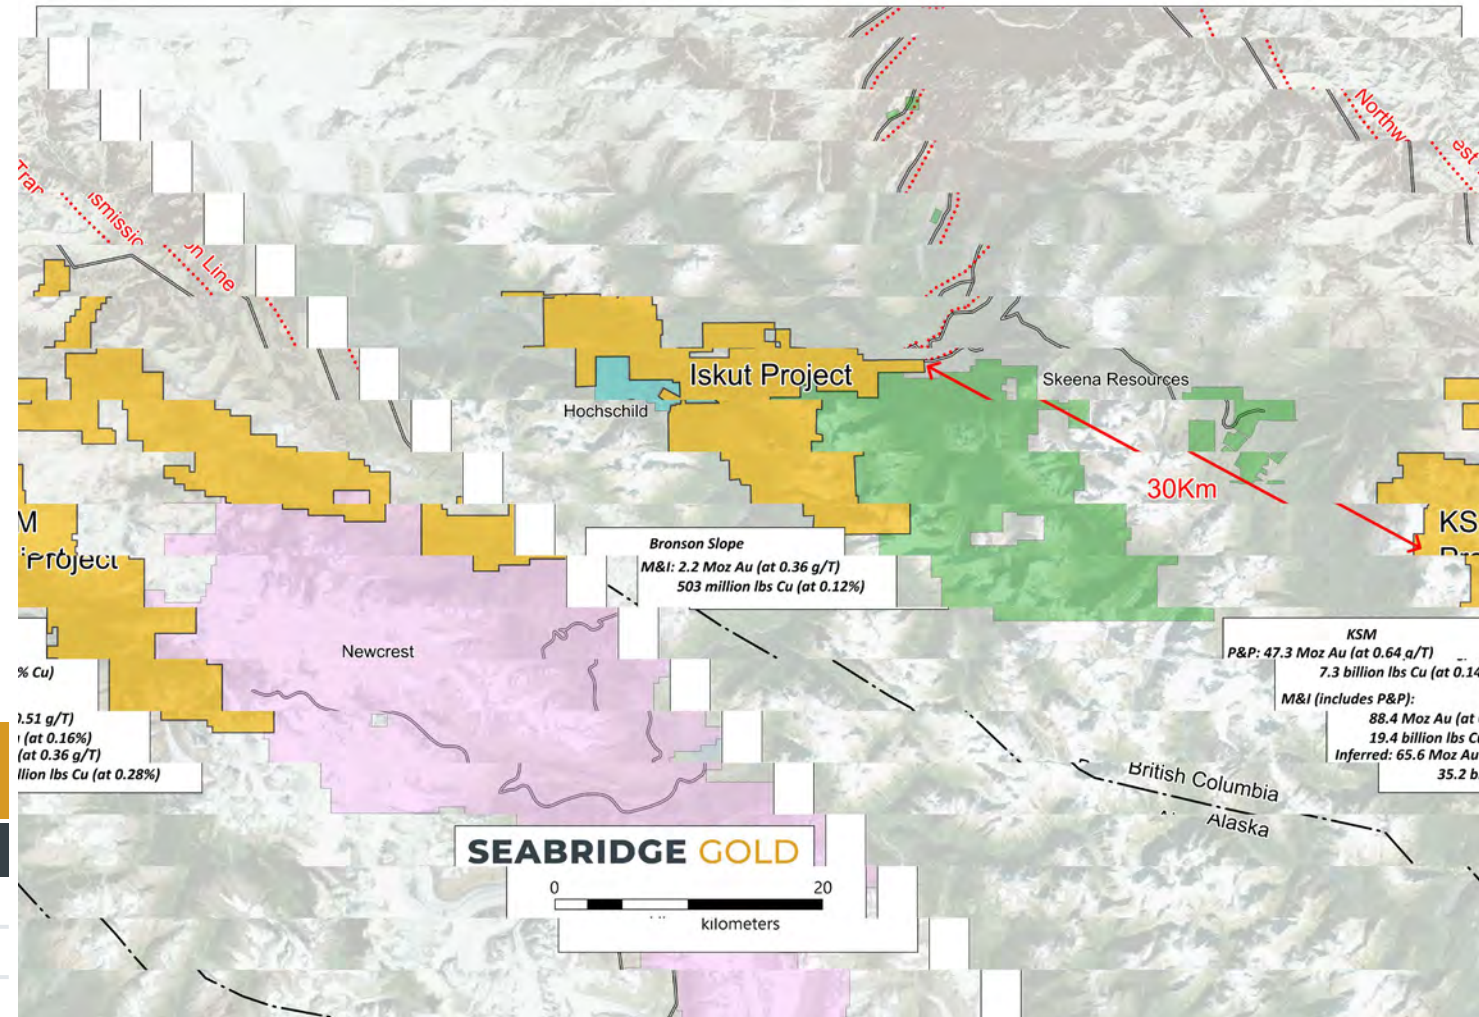 Northw
est
Tran
smissio
on Line
Iskut Project
Skeena Resources
Hochschild
30Km
KS
M
Project
Bronson Slope
M&I: 2.2 Moz Au (at 0.36 g/T)
503 million lbs Cu (at 0.12%)
Newcrest
KSM
P&P: 47.3 Moz Au (at 0.64 g/T)
7.3 billion lbs Cu (at 0.14
% Cu)
M&I (includes P&P):
0.51 g/T)
88.4 Moz Au (at
(at 0.16%)
19.4 billion lbs C
(at 0.36 g/T)
Inferred: 65.6 Moz Au
llion lbs Cu (at 0.28%)
35.2 b
British Columbia
Alaska
SEABRIDGE GOLD
0 20
kilometers